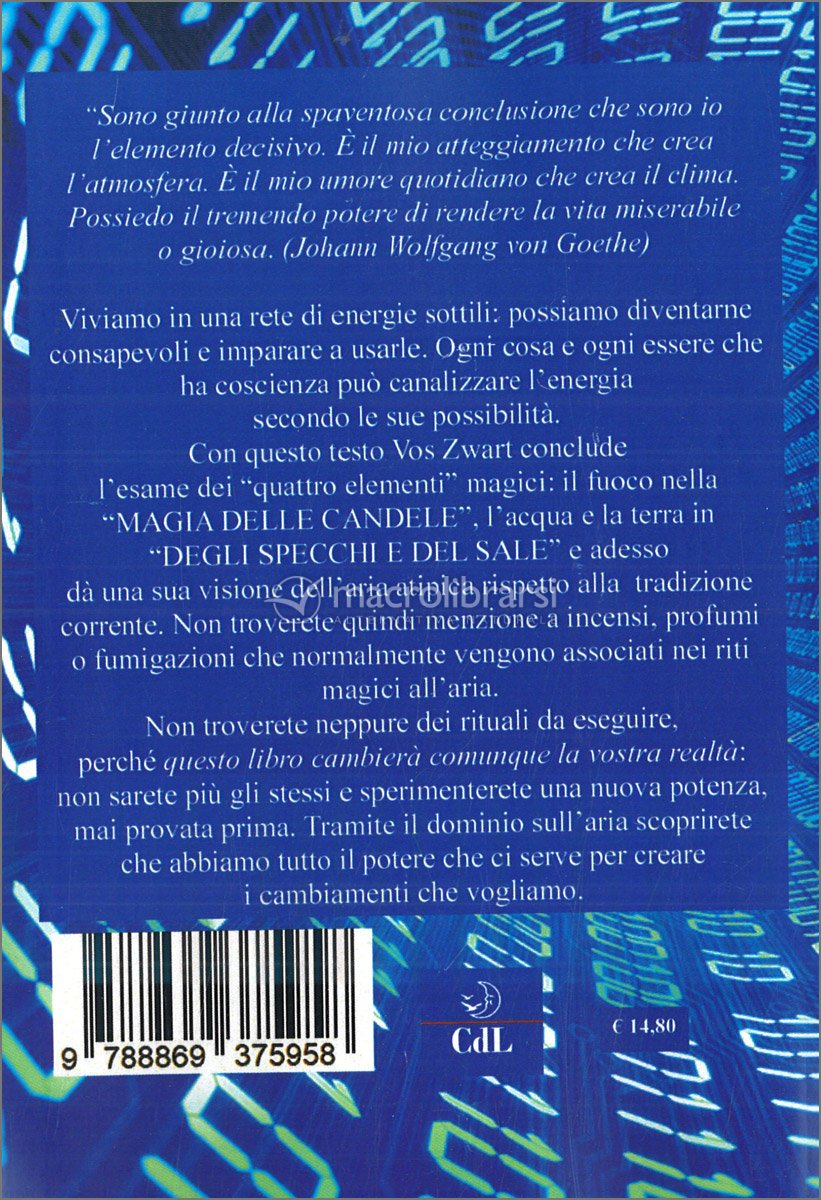 “Sono giunto alla spaventosa conclusione che sono io
l’elemento decisivo. È il mio atteggiamento che crea
l’atmosfera. È il mio umore quotidiano che crea il clima.
Possiedo il tremendo potere di rendere la vita miserabile
o gioiosa. (Johann Wolfgang von Goethe)
Viviamo in una rete di energie sottili: possiamo diventarne
consapevoli e imparare a usarle. Ogni cosa e ogni essere che
ha coscienza può canalizzare l’energia
secondo le sue possibilità.
Con questo testo Vos Zwart conclude
l’esame dei “quattro elementi” magici: il fuoco nella
“MAGIA DELLE CANDELE”, l’acqua e la terra in
“DEGLI SPECCHI E DEL SALE” e adesso
dà una sua visione dell’aria atipica rispetto alla tradizione
macrolibrarsi
corrente. Non troverete quindi menzione a incensi, profumi
o fumigazioni che normalmente vengono associati nei riti
magici all’aria.
Non troverete neppure dei rituali da eseguire,
perché questo libro cambierà comunque la vostra realtà:
non sarete più gli stessi e sperimenterete una nuova potenza,
mai provata prima. Tramite il dominio sull’aria scoprirete
che abbiamo tutto il potere che ci serve per creare
i cambiamenti che vogliamo.
9 788869 375958
CdL
€ 14,80